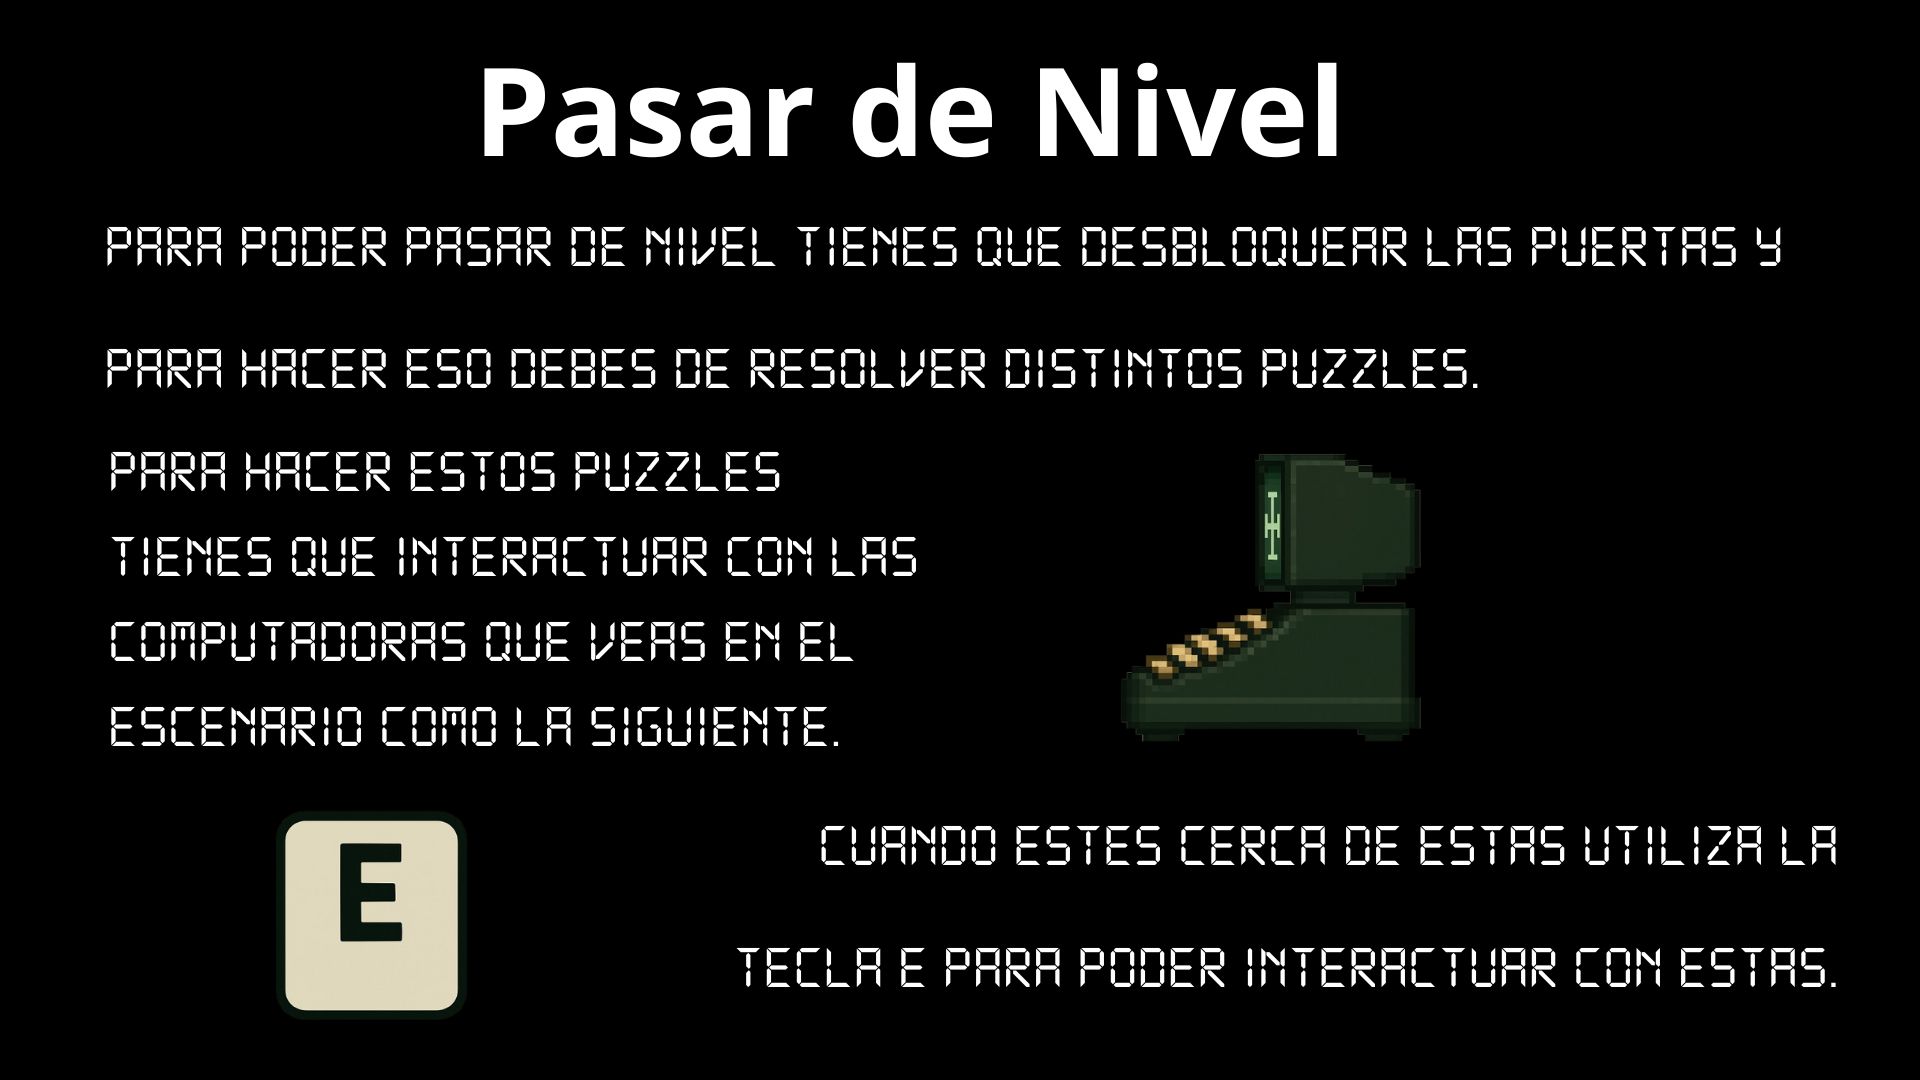 Pasar de Nivel
PARA PODER PASAR DE NIVEL TIENES QUE DESBLOQUEAR LAS PUERTAS Y
PARA HACER ESO DEBES DE RESOLVER DISTINTOS PUZZLES.
PARA HACER ESTOS PUZZLES
TIENES QUE INTERACTUAR CON LAS
COMPUTADORAS QUE VEAS EN EL
ESCENARIO COMO LA SIGUIENTE.
E
CUANDO ESTES CERCA DE ESTAS UTILIZA LA
TECLA E PARA PODER INTERACTUAR CON ESTAS.